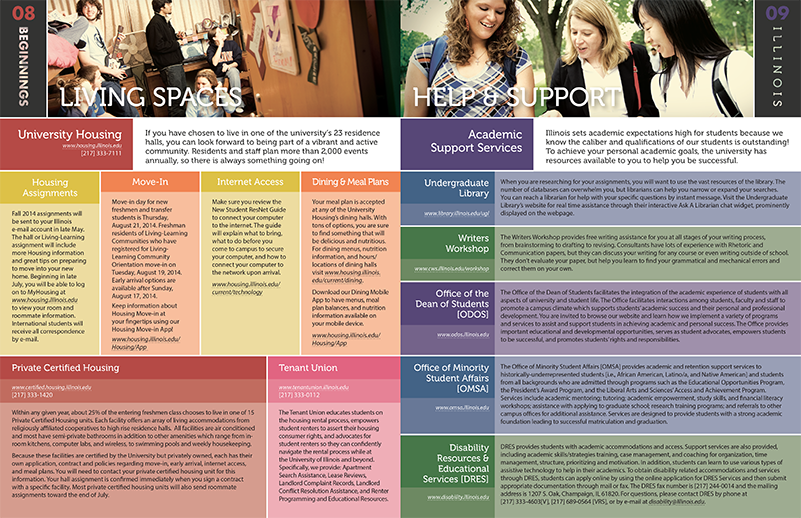 08
BEGINNINGS
LIVING SPACES
University Housing
www.housing.illinois.edu
[217] 333-7111
If you have chosen to live in one of the university's 23 residence
halls, you can look forward to being part of a vibrant and active
community. Residents and staff plan more than 2,000 events
annually, so there is always something going on!
Housing
Assignments
Fall 2014 assignments will
be sent to your Illinois
e-mail account in late May.
The hall or Living-Learning
assignment will include
more Housing information
and great tips on preparing
to move into your new
home. Beginning in late
July, you will be able to log
on to MyHousing at
www.housing.illinois.edu
to view your room and
roommate information.
International students will
receive all correspondence
by e-mail.
Move-In
Move-in day for new
freshmen and transfer
students is Thursday,
August 21, 2014. Freshman
residents of Living-Learning
Communities who have
registered for Living-
Learning Community
Orientation move-in on
Tuesday, August 19, 2014.
Early arrival options are
available after Sunday,
August 17, 2014.
Keep information about
Housing Move-in at
your fingertips using our
Housing Move-in App!
www.housing.illinois.edu/
Housing/App
Internet Access
Make sure you review the
New Student ResNet Guide
to connect your computer
to the internet. The guide
will explain what to bring,
what to do before you
come to campus to secure
your computer, and how to
connect your computer to
the network upon arrival.
www.housing.illinois.edu/
current/technology
Dining & Meal Plans
Your meal plan is accepted
at any of the University
Housing's dining halls. With
tons of options, you are sure
to find something that will
be delicious and nutritious.
For dining menus, nutrition
information, and hours/
locations of dining halls
visit www.housing.illinois.
edu/current/dining.
Download our Dining Mobile
App to have menus, meal
plan balances, and nutrition
information available on
your mobile device.
www.housing.illinois.edu/
Housing/App
Private Certified Housing
www.certified.housing.illinois.edu
[217] 333-1420
Within any given year, about 25% of the entering freshmen class chooses to live in one of 15
Private Certified Housing units. Each facility offers an array of living accommodations from
religiously affiliated cooperatives to high rise residence halls. All facilities are air conditioned
and most have semi-private bathrooms in addition to other amenities which range from in-
room kitchens, computer labs, and wireless, to swimming pools and weekly housekeeping.
Because these facilities are certified by the University but privately owned, each has their
own application, contract and policies regarding move-in, early arrival, internet access,
and meal plans. You will need to contact your private certified housing unit for this
information. Your hall assignment is confirmed immediately when you sign a contract
with a specific facility. Most private certified housing units will also send roommate
assignments toward the end of July.
Tenant Union
www.tenantunion.illinois.edu
[217] 333-0112
The Tenant Union educates students on
the housing rental process, empowers
student renters to assert their housing
consumer rights, and advocates for
student renters so they can confidently
navigate the rental process while at
the University of Illinois and beyond.
Specifically, we provide: Apartment
Search Assistance, Lease Reviews,
Landlord Complaint Records, Landlord
Conflict Resolution Assistance, and Renter
Programming and Educational Resources.
09
ILLINOIS
HELP & SUPPORT
Academic
Support Services
Illinois sets academic expectations high for students because we
know the caliber and qualifications of our students is outstanding!
To achieve your personal academic goals, the university has
resources available to you to help you be successful.
Undergraduate
Library
www.library.illinois.edu/ugl
When you are researching for your assignments, you will want to use the vast resources of the library. The
number of databases can overwhelm you, but librarians can help you narrow or expand your searches.
You can reach a librarian for help with your specific questions by instant message. Visit the Undergraduate
Library's website for real time assistance through their interactive Ask A Librarian chat widget, prominently
displayed on the webpage.
Writers
Workshop
www.cws.illinois.edu/workshop
The Writers Workshop provides free writing assistance for you at all stages of your writing process,
from brainstorming to drafting to revising. Consultants have lots of experience with Rhetoric and
Communication papers, but they can discuss your writing for any course or even writing outside of school.
They don't evaluate your paper, but help you learn to find your grammatical and mechanical errors and
correct them on your own.
Office of the
Dean of Students
[ODOS]
www.odos.illinois.edu
The Office of the Dean of Students facilitates the integration of the academic experience of students with all
aspects of university and student life. The Office facilitates interactions among students, faculty and staff to
promote a campus climate which supports students' academic success and their personal and professional
development. You are invited to browse our website and learn how we implement a variety of programs
and services to assist and support students in achieving academic and personal success. The Office provides
important educational and developmental opportunities, serves as student advocates, empowers students
to be successful, and promotes students' rights and responsibilities.
Office of Minority
Student Affairs
[OMSA]
www.omsa.illinois.edu
The Office of Minority Student Affairs [OMSA] provides academic and retention support services to
historically-underrepresented students [i.e., African American, Latino/a, and Native American] and students
from all backgrounds who are admitted through programs such as the Educational Opportunities Program,
the President's Award Program, and the Liberal Arts and Sciences' Access and Achievement Program.
Services include academic mentoring; tutoring; academic empowerment, study skills, and financial literacy
workshops; assistance with applying to graduate school; research training programs; and referrals to other
campus offices for additional assistance. Services are designed to provide students with a strong academic
foundation leading to successful matriculation and graduation.
Disability
Resources &
Educational
Services [DRES]
www.disability.illinois.edu
DRES provides students with academic accommodations and access. Support services are also provided,
including academic skills/strategies training, case management, and coaching for organization, time
management, structure, prioritizing and motivation. In addition, students can learn to use various types of
assistive technology to help in their academics. To obtain disability related accommodations and services
through DRES, students can apply online by using the online application for DRES Services and then submit
appropriate documentation through mail or fax. The DRES fax number is [217] 244-0014 and the mailing
address is 1207 S. Oak, Champaign, IL 61820. For questions, please contact DRES by phone at
[217] 333-4603[V], [217] 689-0564 [VRS], or by e-mail at disability@illinois.edu.